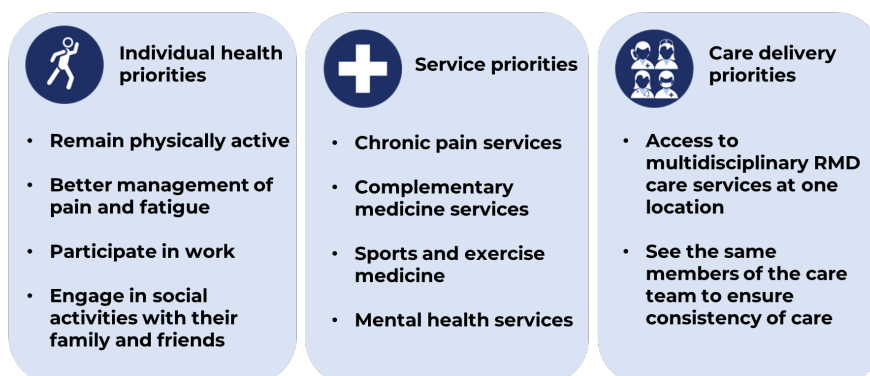 Individual health
priorities
• Remain physically active
• Better management of
pain and fatigue
• Participate in work
• Engage in social
activities with their
family and friends
Service priorities
• Chronic pain services
• Complementary
medicine services
• Sports and exercise
medicine
• Mental health services
Care delivery
priorities
• Access to
multidisciplinary RMD
care services at one
location
• See the same
members of the care
team to ensure
consistency of care